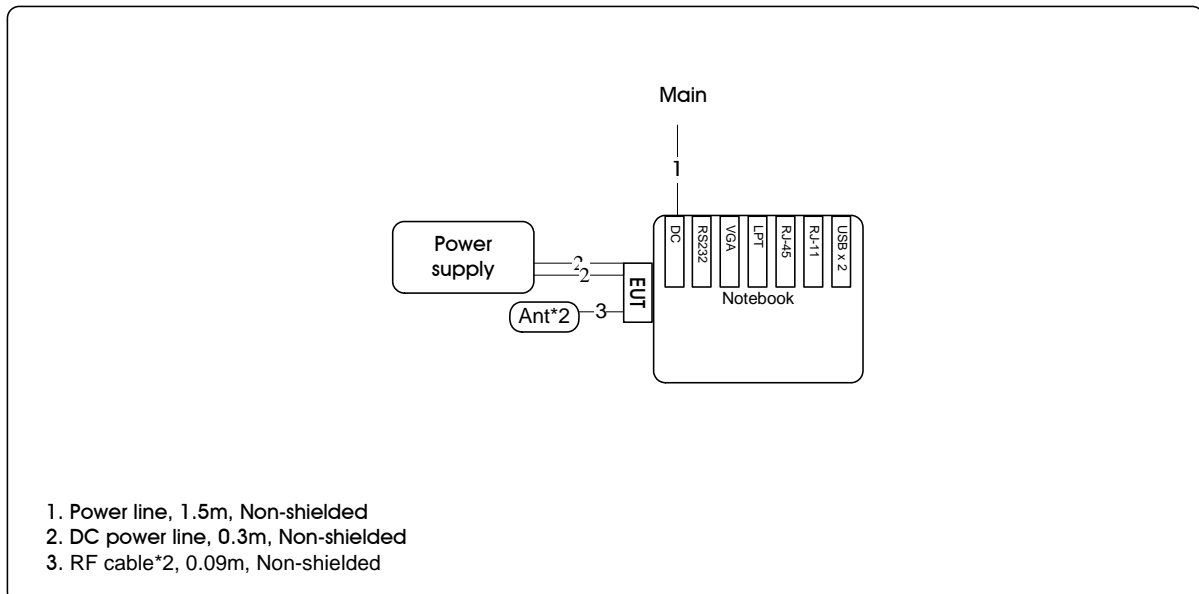 Main
1
Power
supply
2
2
EUT
Ant*2
3
DC
RS232
VGA
LPT
RJ-45
RJ-11
USB x 2
Notebook
1. Power line, 1.5m, Non-shielded
2. DC power line, 0.3m, Non-shielded
3. RF cable*2, 0.09m, Non-shielded